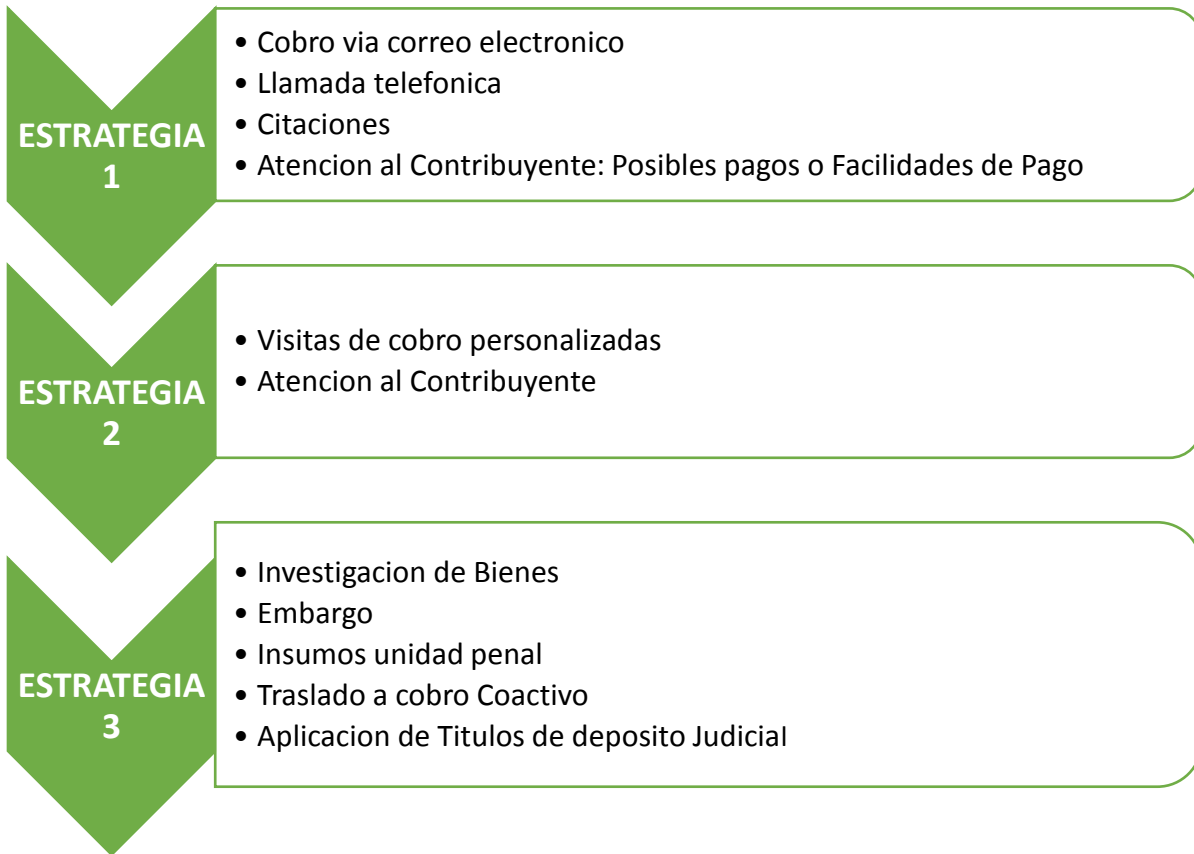 ESTRATEGIA
1
• Cobro via correo electronico
• Llamada telefonica
• Citaciones
• Atencion al Contribuyente: Posibles pagos o Facilidades de Pago
ESTRATEGIA
2
• Visitas de cobro personalizadas
• Atencion al Contribuyente
ESTRATEGIA
3
• Investigacion de Bienes
• Embargo
• Insumos unidad penal
• Traslado a cobro Coactivo
• Aplicacion de Titulos de deposito Judicial